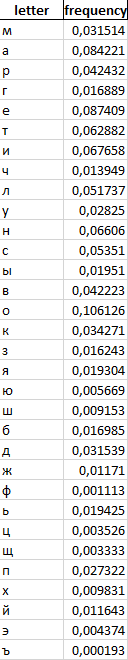 letter frequency
м 0,031514
а 0,084221
р 0,042432
г 0,016889
е 0,087409
т 0,062882
и 0,067658
ч 0,013949
л 0,051737
у 0,02825
н 0,06606
с 0,05351
ы 0,01951
в 0,042223
о 0,106126
к 0,034271
з 0,016243
я 0,019304
ю 0,005669
ш 0,009153
б 0,016985
д 0,031539
ж 0,01171
ф 0,001113
ь 0,019425
ц 0,003526
щ 0,003333
п 0,027322
х 0,009831
й 0,011643
э 0,004374
ъ 0,000193